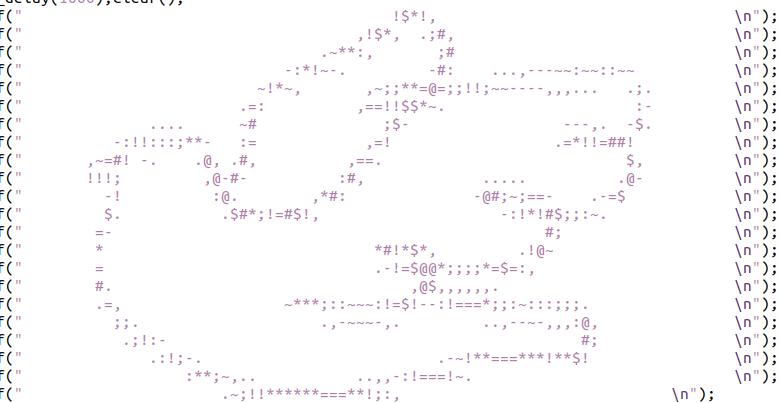 _delay(1000);clear();
f("                                         !$*!,                                 \n");
f("                                     ,!$*,  .;#,                               \n");
f("                                 .~**:,       ;#                               \n");
f("                             -:*!~-.         -#:    ...,---~~:~~::~~           \n");
f("                          ~!*~,       ,~;;**=@=;;!!;~~----,,,...   .;.         \n");
f("                        .=:          ,==!!$$*~.                     :-         \n");
f("              ....      ~#              ;$-                 ---,.  -$.         \n");
f("          -:!!:::;**-   :=            ,=!                  .=*!!=##!           \n");
f("       ,~=#! -.    .@, .#,          ,==.                           $,          \n");
f("       !!!;         ,@-#-          :#,             .....          .@-          \n");
f("         -!          :@.        ,*#:              -@#;~;==-    .-=$            \n");
f("         $.           .$#*;!=#$!,                    -:!*!#$;;:~.              \n");
f("        =-                                                #;                   \n");
f("        *                              *#!*$*,         .!@~                    \n");
f("        =                              .-!=$@@*;;;;*=$=:,                      \n");
f("        #.                                 ,@$,,,,,,.                          \n");
f("        .=,                  ~***;;:~~~:!=$!--:!===*;;:~:::;;;.                \n");
f("          ;;.                    .,-~~~-,.         ..,--~-,,,:@,               \n");
f("           .;!:-                                              #;               \n");
f("              .:!;-.                          .-~!**===***!**$!                \n");
f("                  :**;~,..           ..,,-:!===!~.                             \n");
f("                      .~;!!******===**!;:,                              \n");